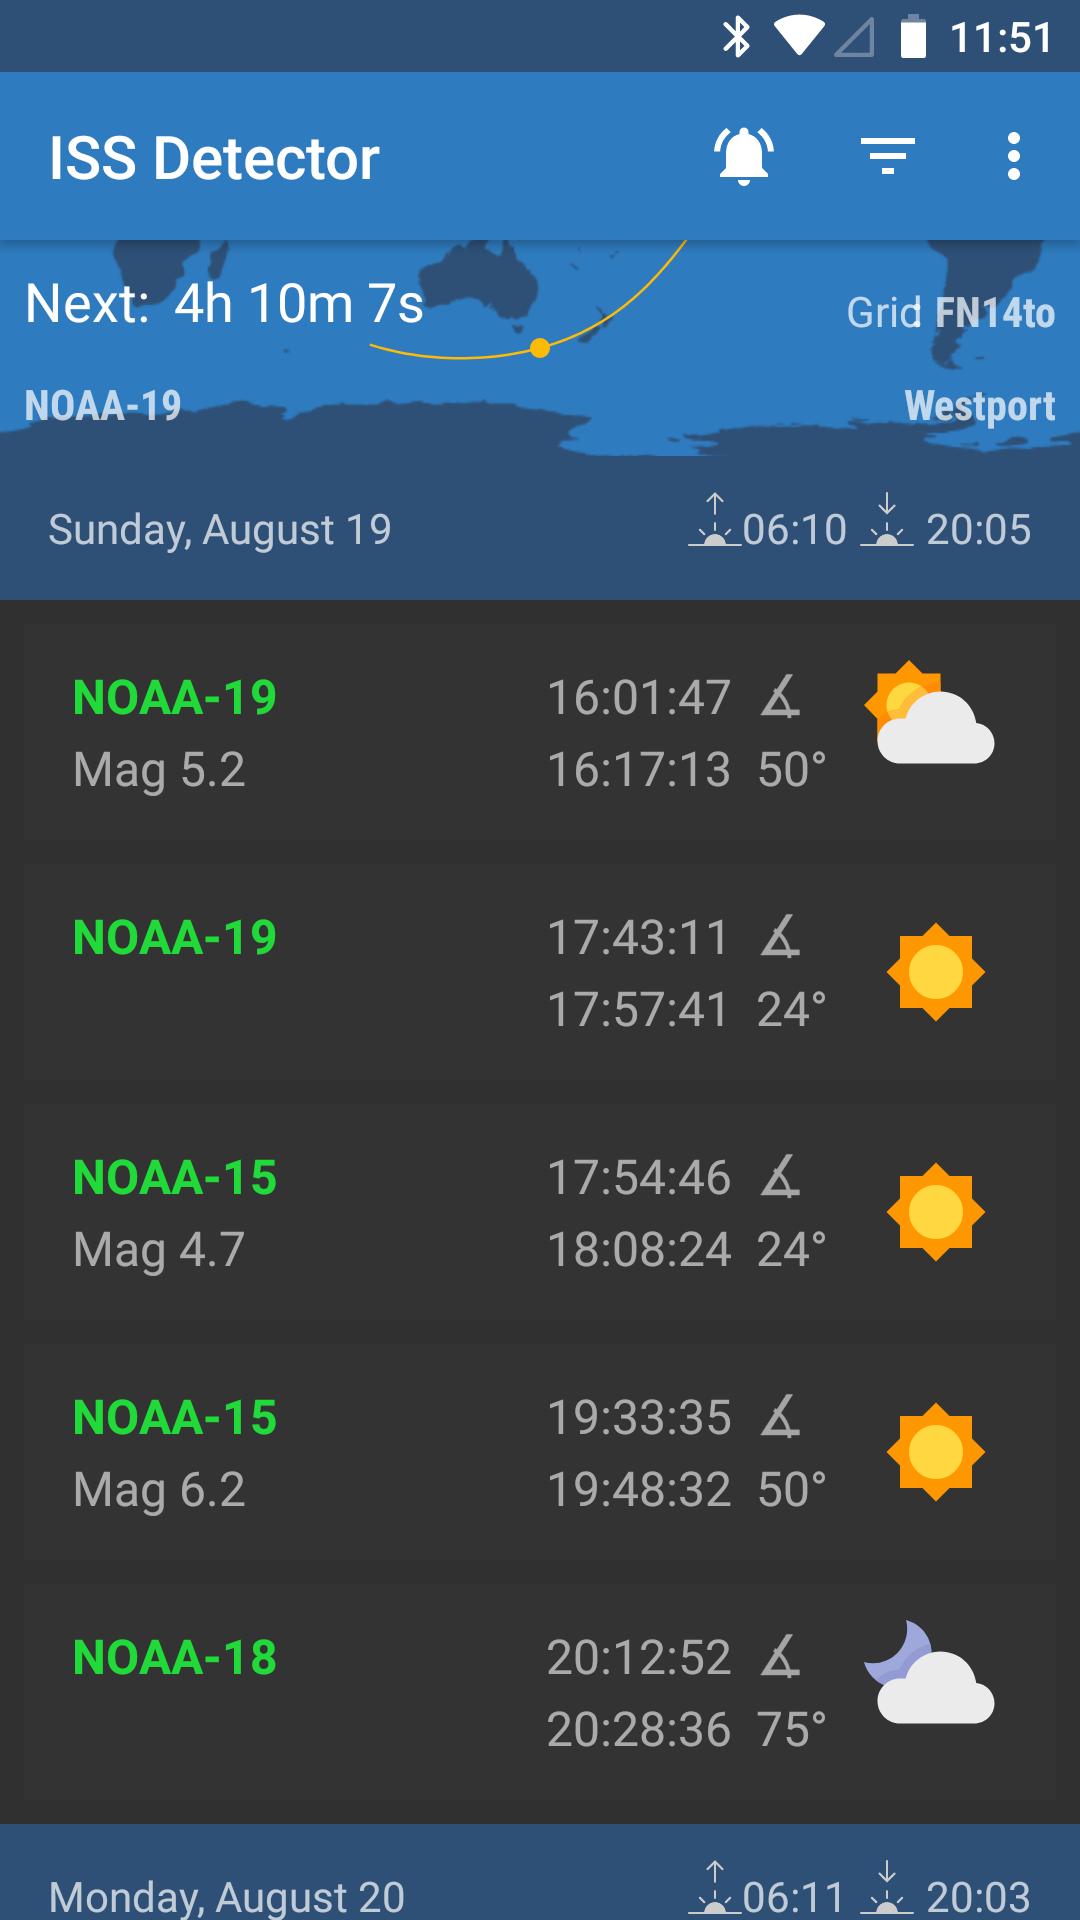 11:51
ISS Detector
Next: 4h 10m 7s
Grid: FN14to
NOAA-19
Westport
Sunday, August 19
06:10
20:05
NOAA-19
16:01:47
Mag 5.2
16:17:13 50°
NOAA-19
17:43:11
17:57:41 24°
NOAA-15
17:54:46
Mag 4.7
18:08:24 24°
NOAA-15
19:33:35
Mag 6.2
19:48:32 50°
NOAA-18
20:12:52
20:28:36 75°
Monday, August 20
06:11
20:03